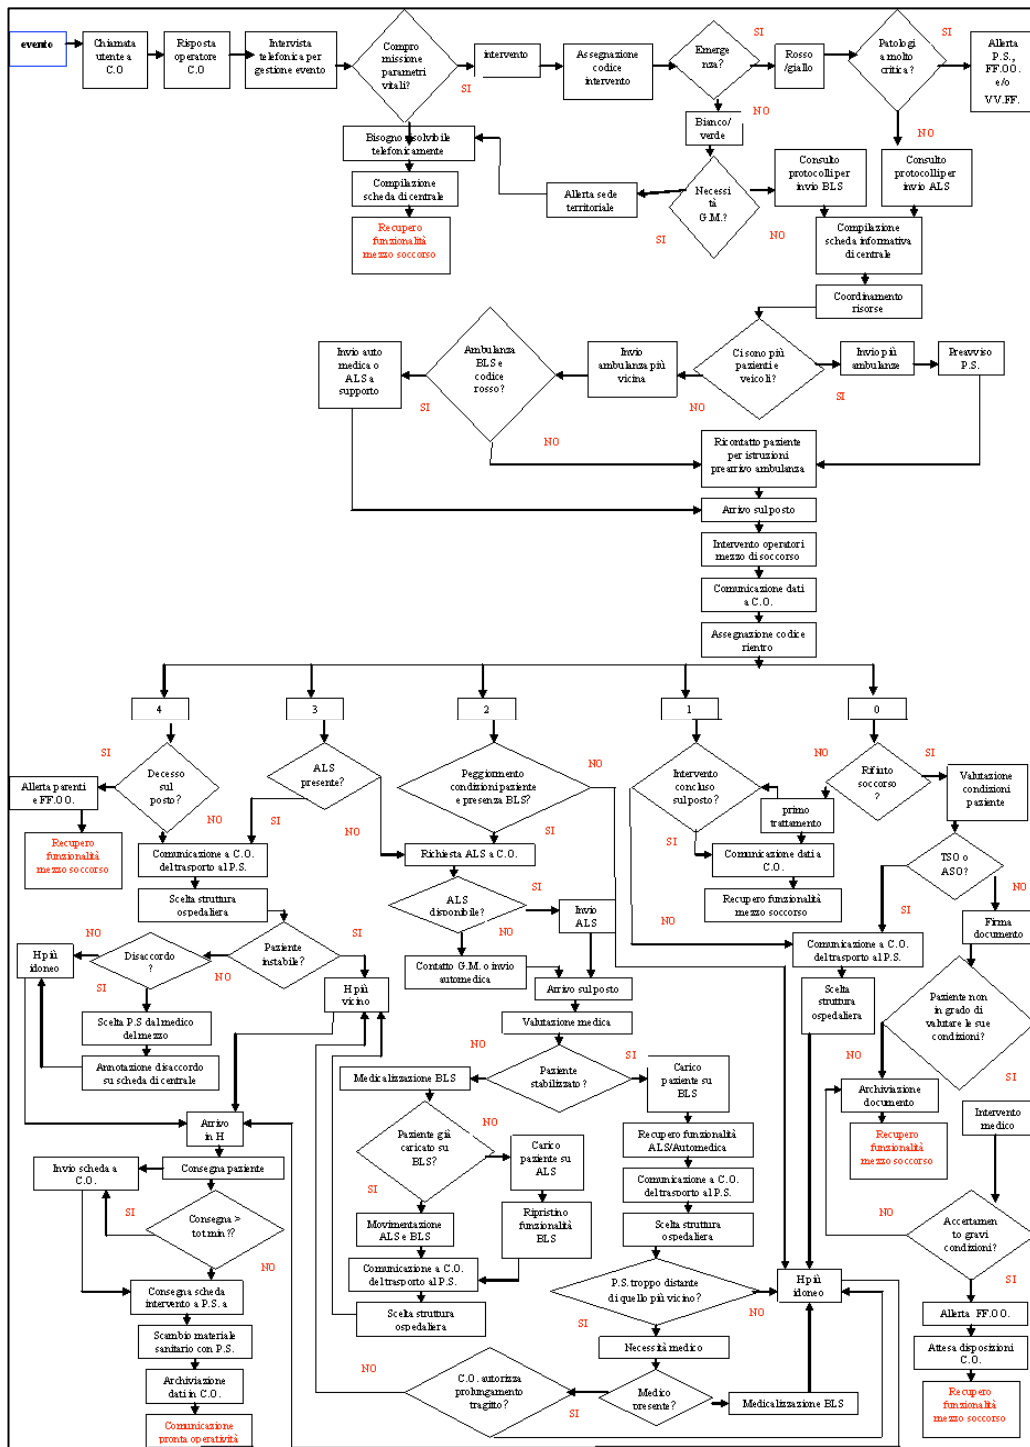 evento
Chiamata
utente a
C.O
Risposta
operatore
C.O
Intervista
telefonica per
gestione evento
Compro
missione
parametri
vitali?
SI
intervento
Assegnazione
codice
intervento
Emerge
nza?
SI
NO
Rosso
/giallo
Patologi
a molto
critica?
SI
NO
Allerta
P.S.,
FF.OO.
e/o
VV.FF.
Bianco/
verde
Bisogno risolvibile
telefonicamente
Compilazione
scheda di centrale
Recupero
funzionalità
mezzo soccorso
Allerta sede
territoriale
Necessi
tà
G.M.?
SI
NO
Consulto
protocolli per
invio BLS
Consulto
protocolli per
invio ALS
Compilazione
scheda informativa
di centrale
Coordinamento
risorse
Invio auto
medica o
ALS a
supporto
Ambulanza
BLS e
codice
rosso?
SI
NO
Invio
ambulanza più
vicina
NO
Ci sono più
pazienti e
veicoli?
SI
Invio più
ambulanze
Preavviso
P.S.
Ricontatto paziente
per istruzioni
prearrivo ambulanza
Arrivo sul posto
Intervento operatori
mezzo di soccorso
Comunicazione dati
a C.O.
Assegnazione codice
rientro
4
3
2
1
0
SI
Decesso
sul
posto?
NO
Allerta parenti
e FF.OO.
Recupero
funzionalità
mezzo soccorso
ALS
presente?
SI
NO
Peggiormento
condizioni paziente
e presenza BLS?
NO
SI
Intervento
concluso
sul posto?
SI
NO
primo
trattamento
NO
Rifiuto
soccorso
?
SI
Valutazione
condizioni
paziente
Comunicazione a C.O.
del trasporto al P.S.
Scelta struttura
ospedaliera
Richiesta ALS a C.O.
ALS
disponibile?
SI
NO
Invio
ALS
Comunicazione dati a
C.O.
Recupero funzionalità
mezzo soccorso
TSO o
ASO?
NO
SI
Firma
documento
Comunicazione a C.O.
del trasporto al P.S.
Scelta
struttura
ospedaliera
H più
idoneo
NO
Disaccordo
?
SI
NO
Paziente
instabile?
SI
H più
vicino
Contatto G.M. o invio
automedica
Arrivo sul posto
Valutazione medica
Scelta P.S dal medico
del mezzo
Annotazione disaccordo
su scheda di centrale
NO
Paziente
stabilizzato?
SI
Medicalizzazione BLS
Carico
paziente su
BLS
Paziente non
in grado di
valutare le sue
condizioni?
NO
SI
Archiviazione
documento
Recupero
funzionalità
mezzo soccorso
Intervento
medico
Arrivo
in H
Invio scheda a
C.O.
Consegna paziente
SI
Consegna >
tot.min??
NO
Paziente già
caricato su
BLS?
NO
SI
Carico
paziente su
ALS
Ripristino
funzionalità
BLS
Recupero funzionalità
ALS/Automedica
Comunicazione a C.O.
del trasporto al P.S.
Scelta struttura
ospedaliera
Movimentazione
ALS e BLS
Comunicazione a C.O.
del trasporto al P.S.
Scelta struttura
ospedaliera
P.S. troppo distante
di quello più vicino?
NO
SI
H più
idoneo
NO
Accertamen
to gravi
condizioni?
SI
Consegna scheda
intervento a P.S. a
Scambio materiale
sanitario con P.S.
Archiviazione
dati in C.O.
Comunicazione
pronta operatività
Necessità medico
NO
C.O. autorizza
prolungamento
tragitto?
SI
Medico
presente?
Medicalizzazione BLS
Allerta FF.OO.
Attesa disposizioni
C.O.
Recupero
funzionalità
mezzo soccorso